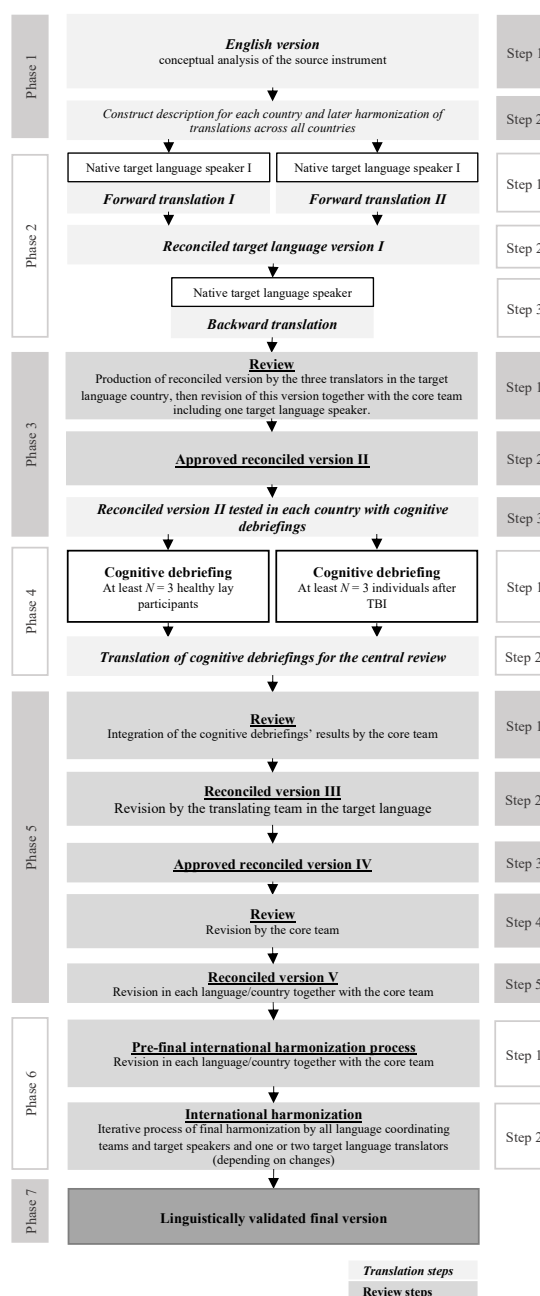 Phase 1
English version
conceptual analysis of the source instrument
Step 1
Construct description for each country and later harmonization of
translations across all countries
Step 2
Phase 2
Native target language speaker I
Native target language speaker I
Forward translation I
Forward translation II
Step 1
Reconciled target language version I
Step 2
Native target language speaker
Backward translation
Step 3
Phase 3
Review
Production of reconciled version by the three translators in the target
language country, then revision of this version together with the core team
including one target language speaker.
Step 1
Approved reconciled version II
Step 2
Reconciled version II tested in each country with cognitive
debriefings
Step 3
Phase 4
Cognitive debriefing
At least N = 3 healthy lay
participants
Cognitive debriefing
At least N = 3 individuals after
TBI
Step 1
Translation of cognitive debriefings for the central review
Step 2
Phase 5
Review
Integration of the cognitive debriefings' results by the core team
Step 1
Reconciled version III
Revision by the translating team in the target language
Step 2
Approved reconciled version IV
Step 3
Review
Revision by the core team
Step 4
Reconciled version V
Revision in each language/country together with the core team
Step 5
Phase 6
Pre-final international harmonization process
Revision in each language/country together with the core team
Step 1
International harmonization
Iterative process of final harmonization by all language coordinating
teams and target speakers and one or two target language translators
(depending on changes)
Step 2
Phase 7
Linguistically validated final version
Translation steps
Review steps